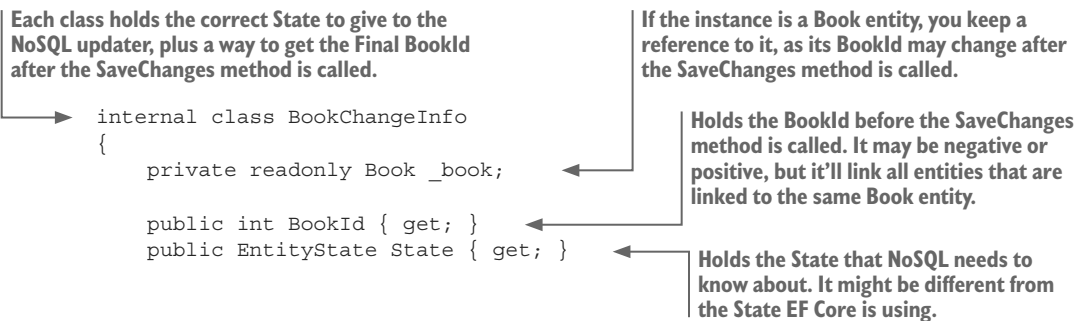 Each class holds the correct State to give to the
NoSQL updater, plus a way to get the Final BookId
after the SaveChanges method is called.
If the instance is a Book entity, you keep a
reference to it, as its BookId may change after
the SaveChanges method is called.
internal class BookChangeInfo
{
private readonly Book _book;
Holds the BookId before the SaveChanges
method is called. It may be negative or
positive, but it'll link all entities that are
linked to the same Book entity.
public int BookId { get; }
public EntityState State { get; }
Holds the State that NoSQL needs to
know about. It might be different from
the State EF Core is using.